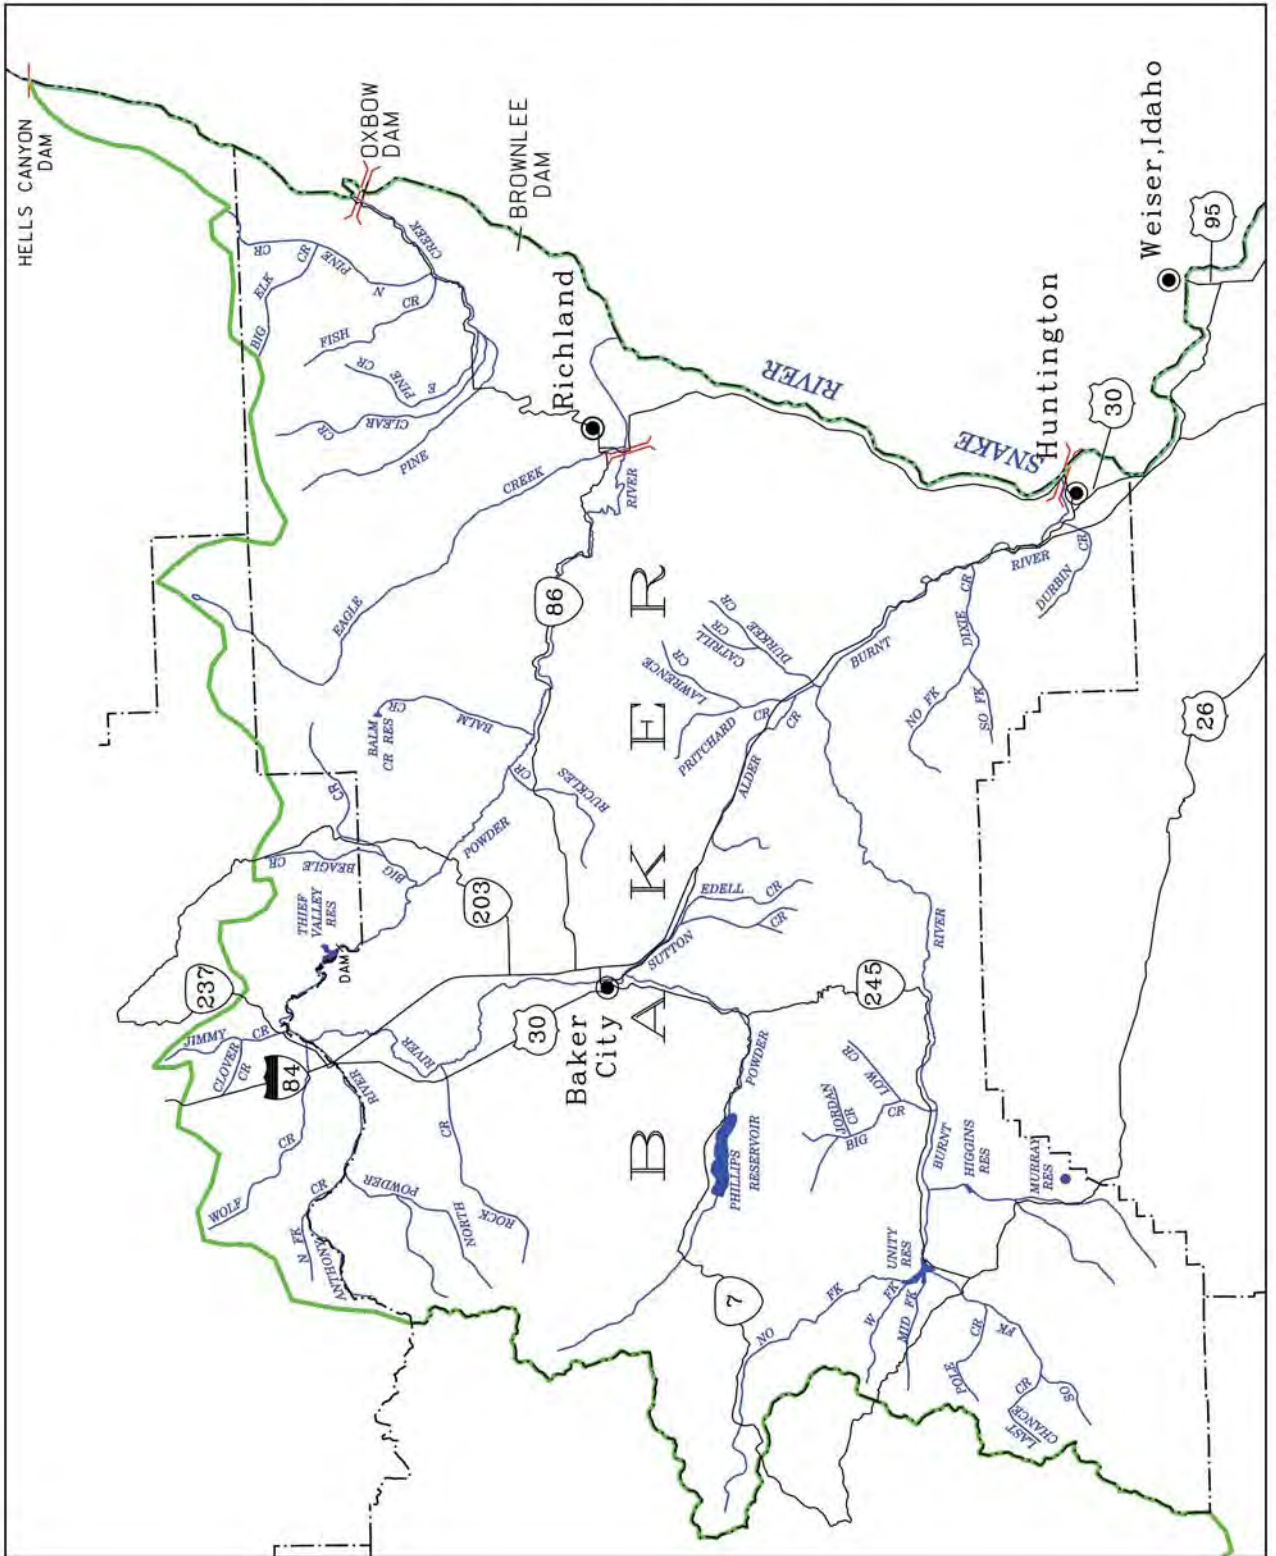 HELLS CANYON
DAM
OXBOW
DAM
BROWNLEE
DAM
Weiser,Idaho
95
Richland
Huntington
30
SNAKE
RIVER
CR
BIG
ELK
CR
PINE
N
CREEK
FISH
CR
CR
PINE
E
CLEAR
CR
PINE
EAGLE
CREEK
RIVER
86
BALM
CR RES
CR
BALM
CR
RUCKLES
POWDER
CR
BEAGLE
CR
BIG
203
THIEF
VALLEY
RES
DAM
237
JIMMY
CR
CLOVER
CR
84
RIVER
RIVER
30
Baker
City
WOLF
CR
N FK
CR
ANTHONY
POWDER
NORTH
ROCK
CR
BAKER
DURKEE
CR
CATRILL
CR
LAWRENCE
CR
PRITCHARD
CR
ALDER
CR
BURNT
RIVER
DURBIN
CR
DIXIE
CR
NO FK
SO FK
26
EDELL
CR
SUTTON
CR
RIVER
245
POWDER
PHILLIPS
RESERVOIR
7
LOW
CR
JORDAN
CR
BIG
CR
BURNT
HIGGINS
RES
MURRAY
RES
UNITY
RES
NO
FK
W
FK
MID FK
POLE
CR
SO
FK
LAST
CHANCE
CR